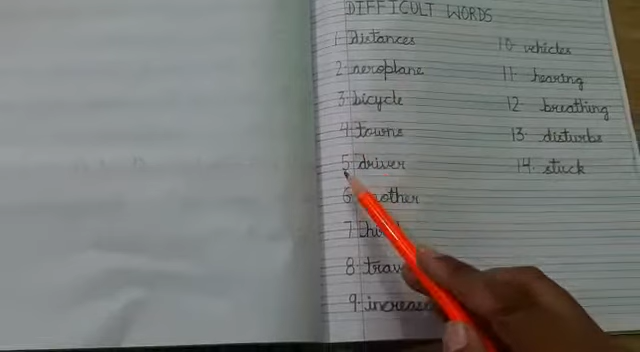 DIFFICULT WORDS
1 Distances
2 aeroplane
3 bicycle
4 towns
5 driver
6
7
8
9. increased
10. vehicles
11. hearing
12 breathing
13. disturbs
14. stuck